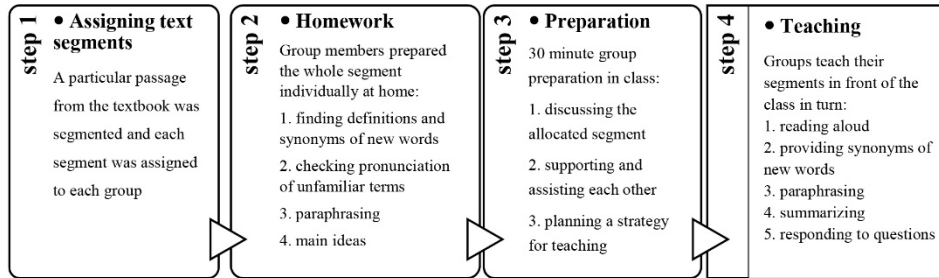 step 1
• Assigning text
segments
A particular passage
from the textbook was
segmented and each
segment was assigned
to each group
step 2
• Homework
Group members prepared
the whole segment
individually at home:
1. finding definitions and
synonyms of new words
2. checking pronunciation
of unfamiliar terms
3. paraphrasing
4. main ideas
step 3
• Preparation
30 minute group
preparation in class:
1. discussing the
allocated segment
2. supporting and
assisting each other
3. planning a strategy
for teaching
step 4
• Teaching
Groups teach their
segments in front of the
class in turn:
1. reading aloud
2. providing synonyms of
new words
3. paraphrasing
4. summarizing
5. responding to questions